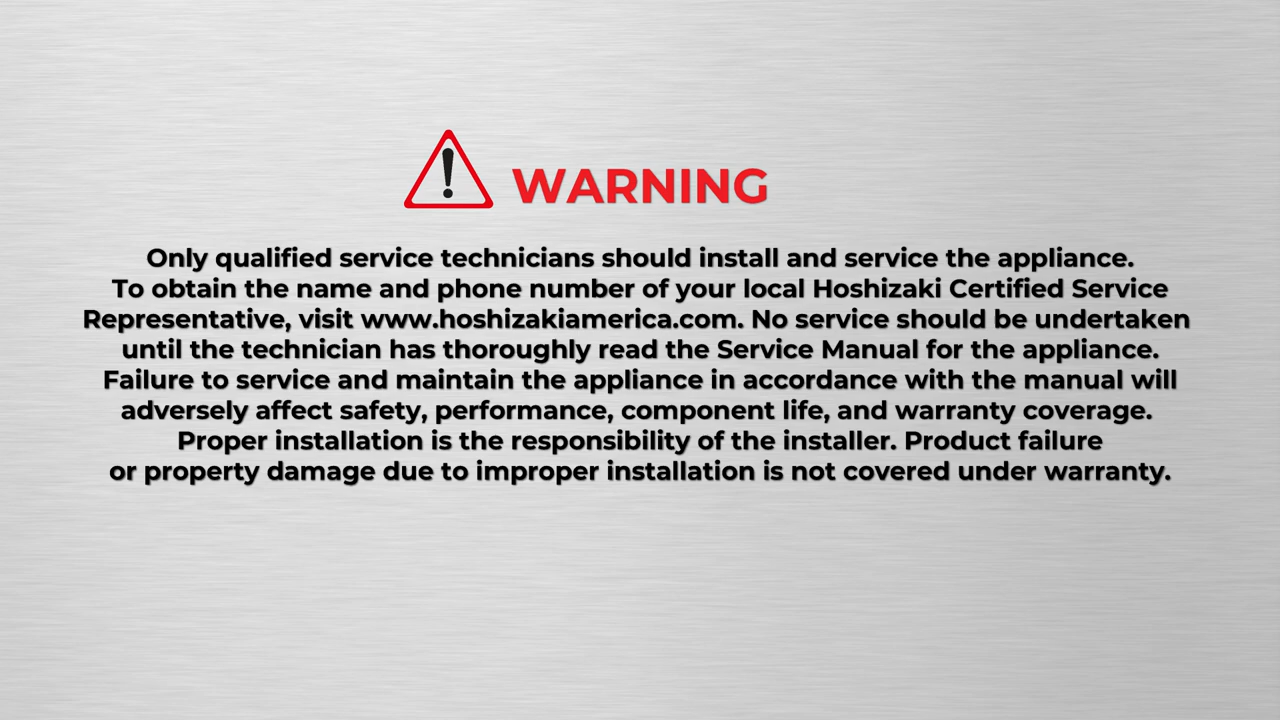 WARNING
Only qualified service technicians should install and service the appliance.
To obtain the name and phone number of your local Hoshizaki Certified Service
Representative, visit www.hoshizakiamerica.com. No service should be undertaken
until the technician has thoroughly read the Service Manual for the appliance.
Failure to service and maintain the appliance in accordance with the manual will
adversely affect safety, performance, component life, and warranty coverage.
Proper installation is the responsibility of the installer. Product failure
or property damage due to improper installation is not covered under warranty.